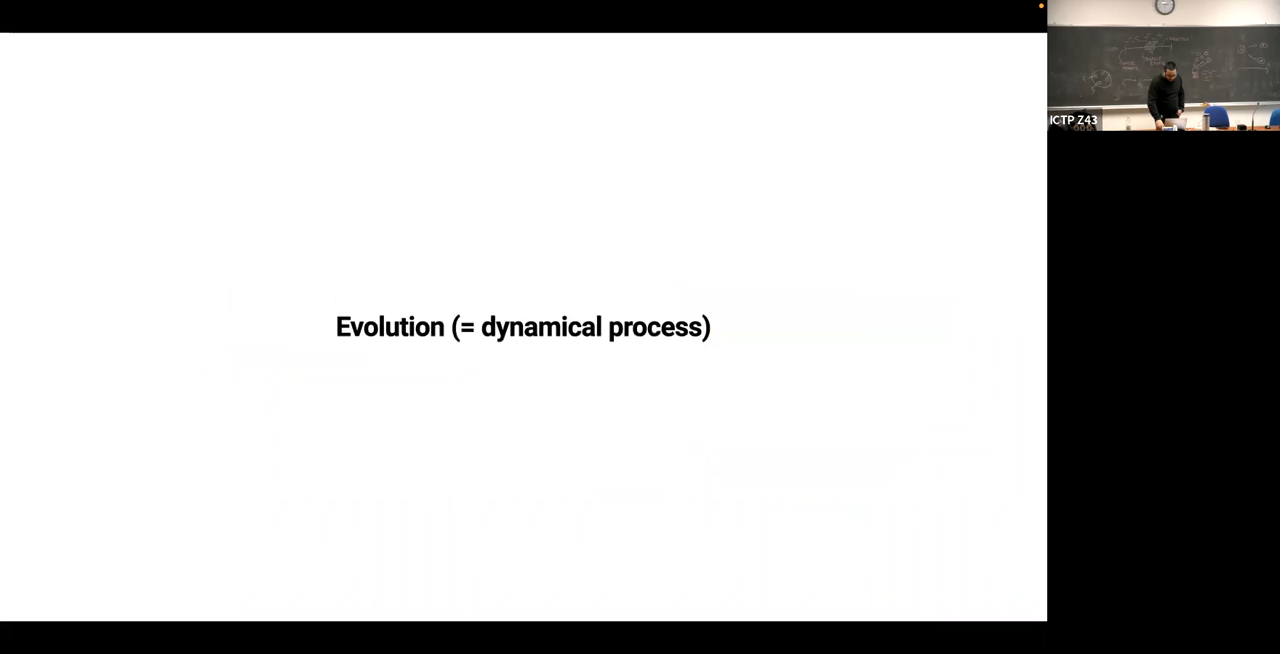 Evolution (= dynamical process)
ICTP Z43